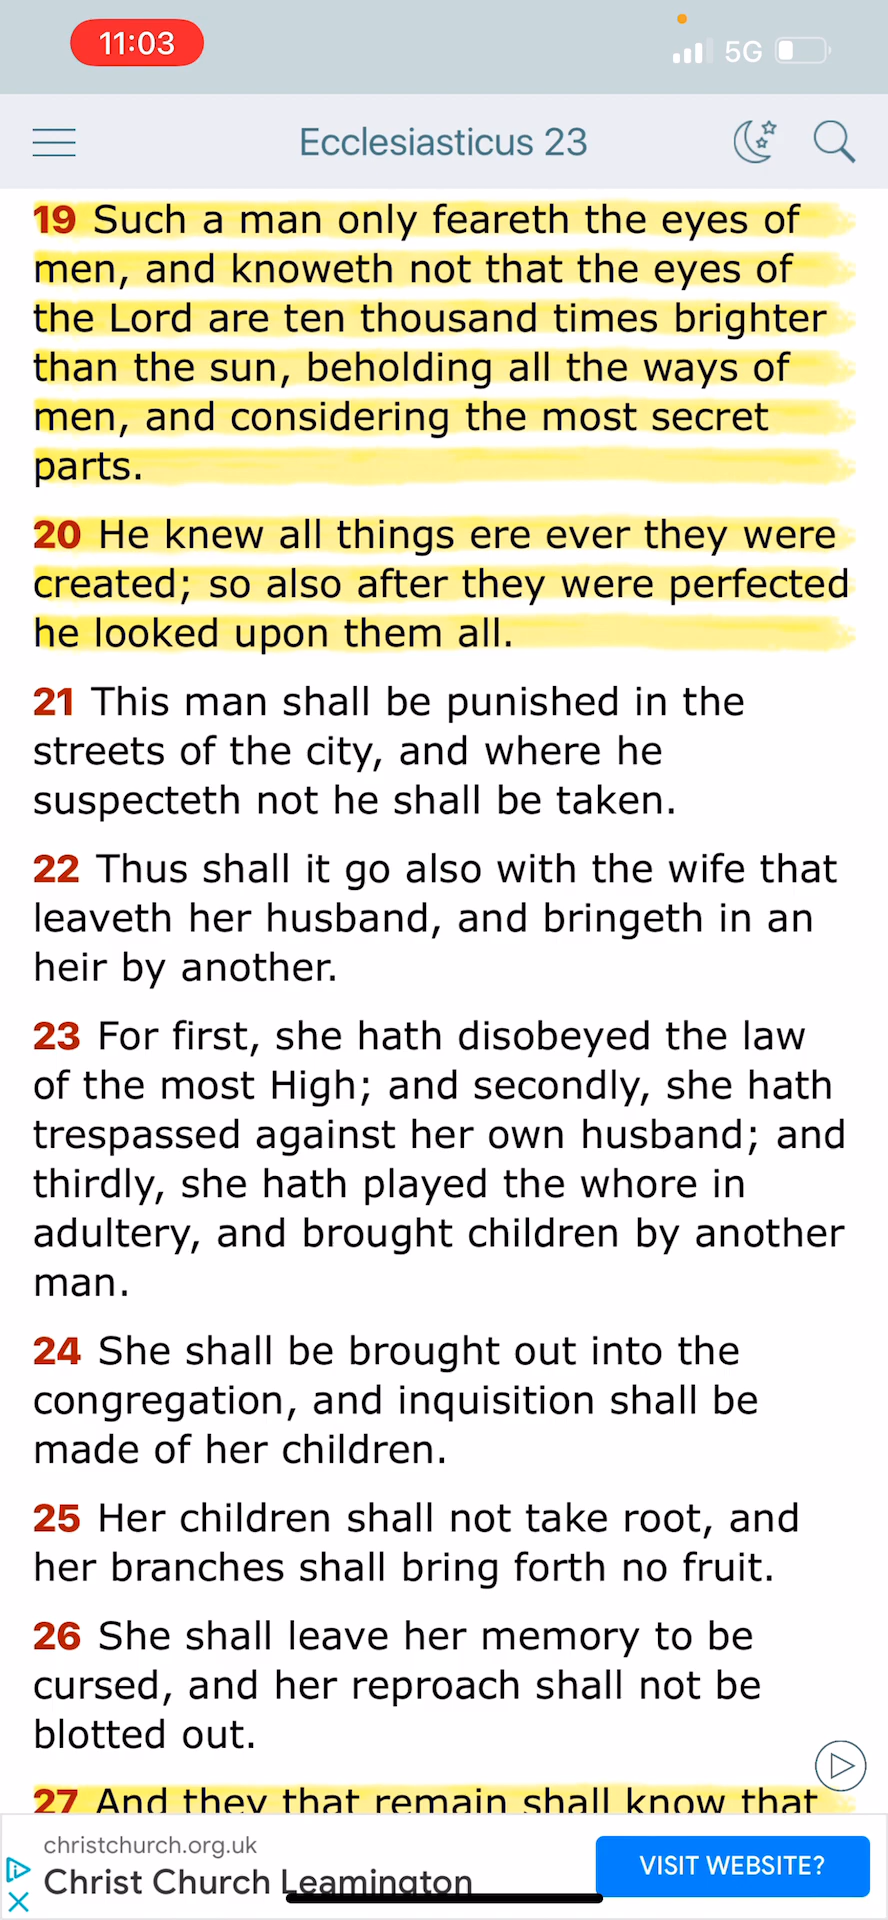 11:03
5G
Ecclesiasticus 23
19 Such a man only feareth the eyes of
men, and knoweth not that the eyes of
the Lord are ten thousand times brighter
than the sun, beholding all the ways of
men, and considering the most secret
parts.
20 He knew all things ere ever they were
created; so also after they were perfected
he looked upon them all.
21 This man shall be punished in the
streets of the city, and where he
suspecteth not he shall be taken.
22 Thus shall it go also with the wife that
leaveth her husband, and bringeth in an
heir by another.
23 For first, she hath disobeyed the law
of the most High; and secondly, she hath
trespassed against her own husband; and
thirdly, she hath played the whore in
adultery, and brought children by another
man.
24 She shall be brought out into the
congregation, and inquisition shall be
made of her children.
25 Her children shall not take root, and
her branches shall bring forth no fruit.
26 She shall leave her memory to be
cursed, and her reproach shall not be
blotted out.
27 And they that remain shall know that
christchurch.org.uk
Christ Church Leamington
VISIT WEBSITE?